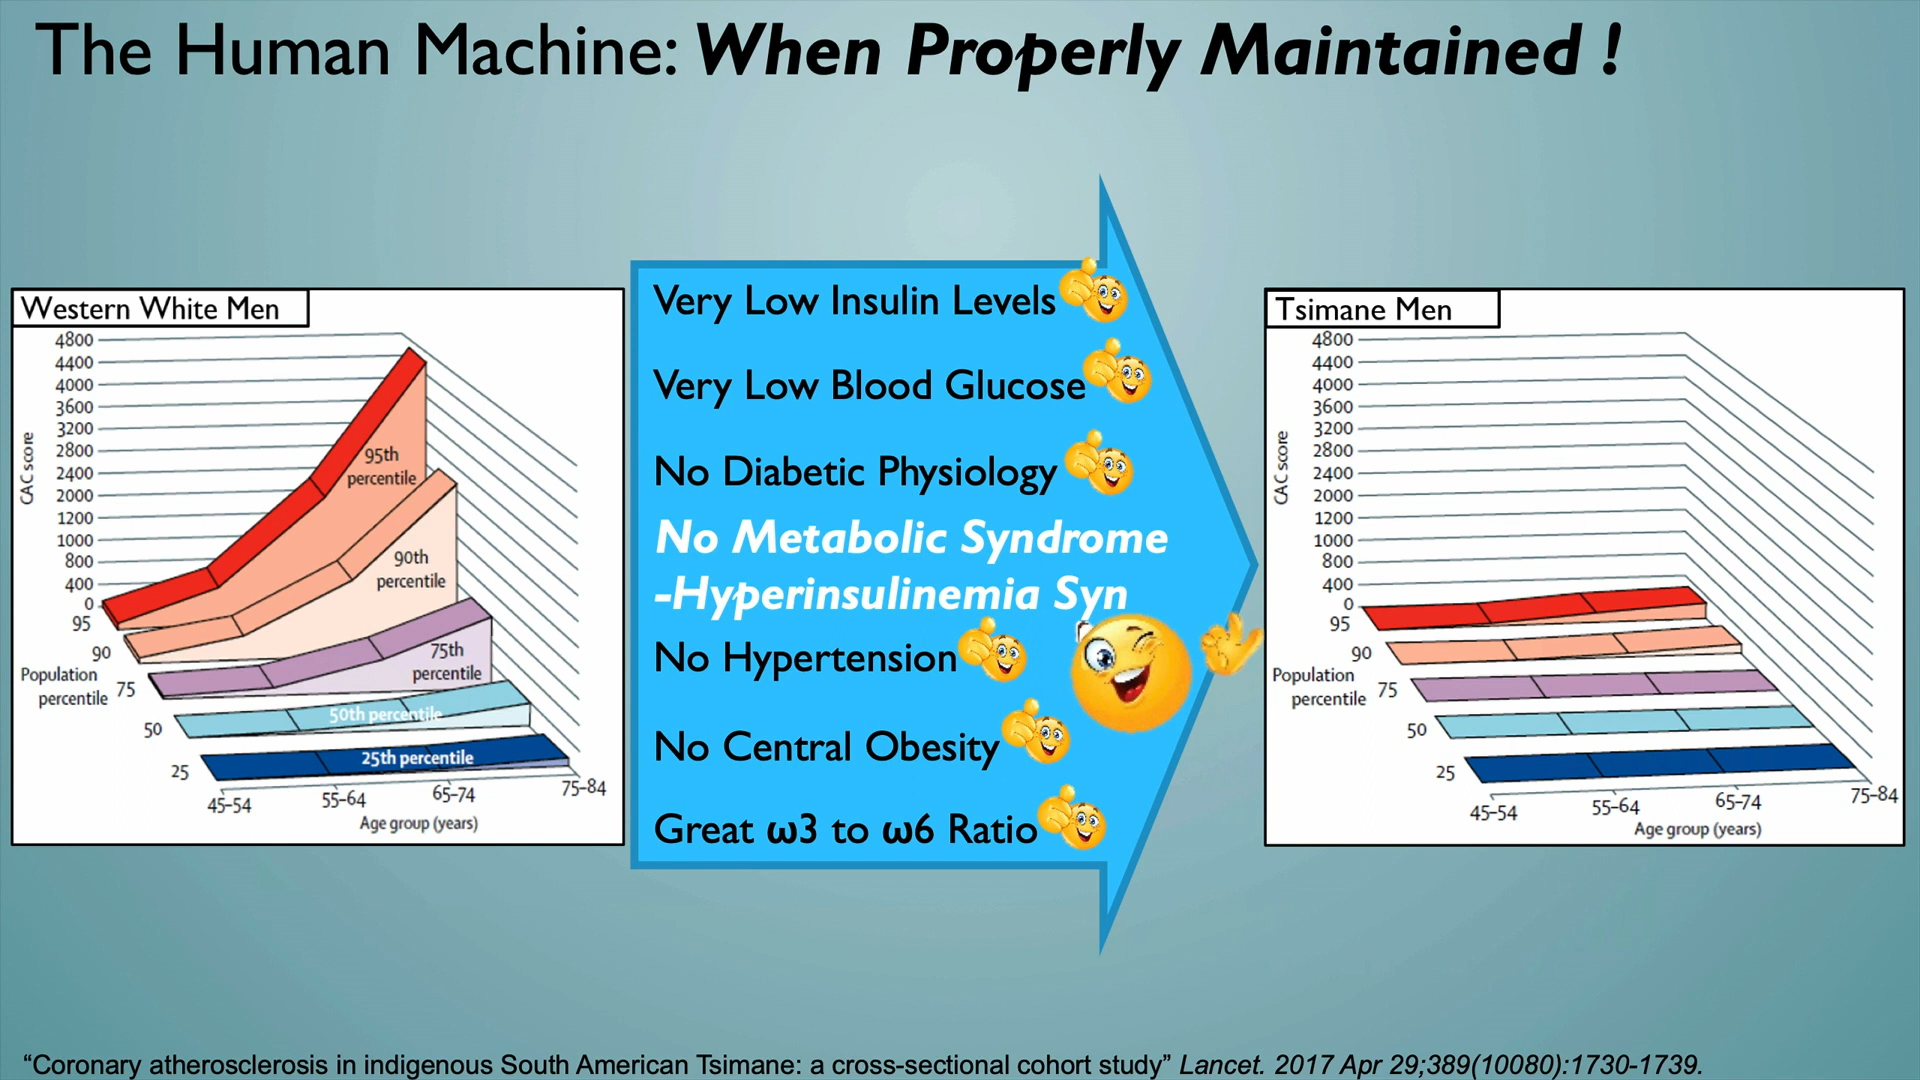 The Human Machine: When Properly Maintained !
Western White Men
4800
4400
4000
3600
3200
2800
2400
2000
1200
1000
800
400
0
CAC score
95
90
75
50
25
Population
percentile
95th
percentile
90th
percentile
75th
percentile
50th percentile
25th percentile
45–54
55–64
65–74
75–84
Age group (years)
Very Low Insulin Levels
Very Low Blood Glucose
No Diabetic Physiology
No Metabolic Syndrome
-Hyperinsulinemia Syn
No Hypertension
No Central Obesity
Great ω3 to ω6 Ratio
Tsimane Men
4800
4400
4000
3600
3200
2800
2400
2000
1200
1000
800
400
0
CAC score
95
90
75
50
25
Population
percentile
45–54
55–64
65–74
75–84
Age group (years)
“Coronary atherosclerosis in indigenous South American Tsimane: a cross-sectional cohort study” Lancet. 2017 Apr 29;389(10080):1730-1739.